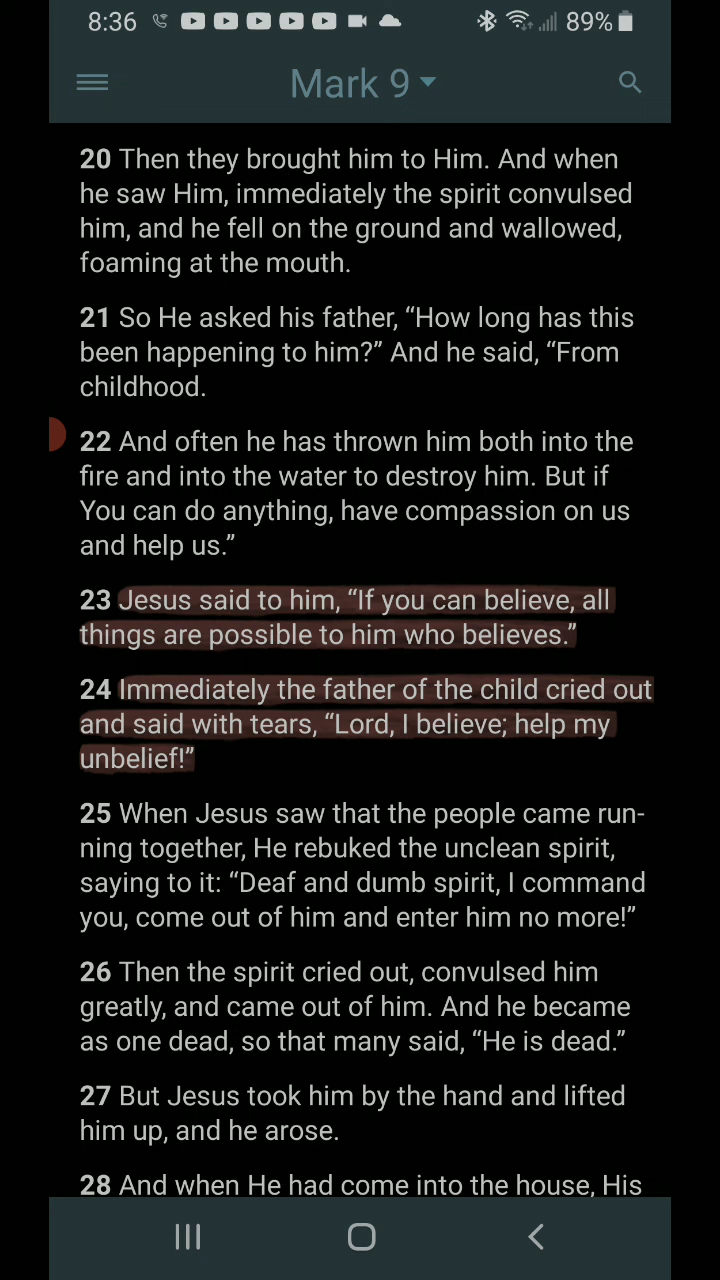 8:36 89%
Mark 9
20 Then they brought him to Him. And when
he saw Him, immediately the spirit convulsed
him, and he fell on the ground and wallowed,
foaming at the mouth.
21 So He asked his father, “How long has this
been happening to him?” And he said, “From
childhood.
22 And often he has thrown him both into the
fire and into the water to destroy him. But if
You can do anything, have compassion on us
and help us.”
23 Jesus said to him, “If you can believe, all
things are possible to him who believes.”
24 Immediately the father of the child cried out
and said with tears, “Lord, I believe; help my
unbelief!”
25 When Jesus saw that the people came run-
ning together, He rebuked the unclean spirit,
saying to it: “Deaf and dumb spirit, I command
you, come out of him and enter him no more!”
26 Then the spirit cried out, convulsed him
greatly, and came out of him. And he became
as one dead, so that many said, “He is dead.”
27 But Jesus took him by the hand and lifted
him up, and he arose.
28 And when He had come into the house, His